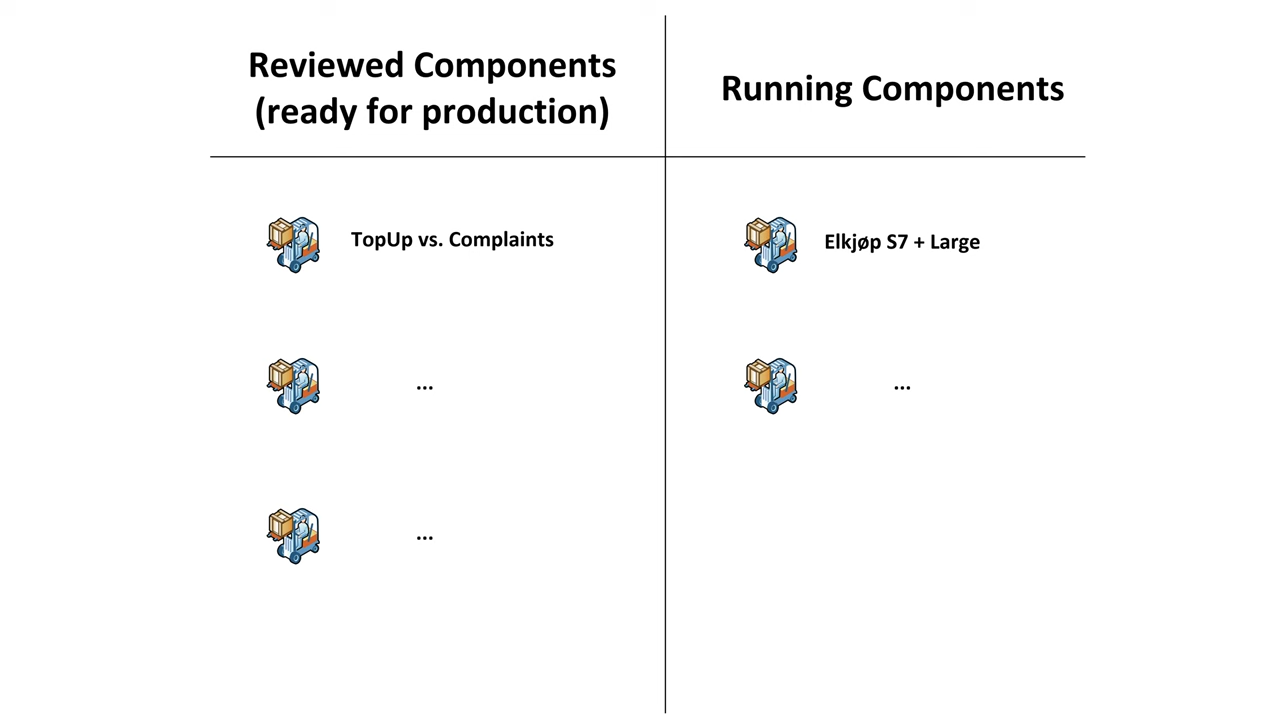 Reviewed Components
(ready for production)
Running Components
TopUp vs. Complaints
Elkjøp S7 + Large
...
...
...